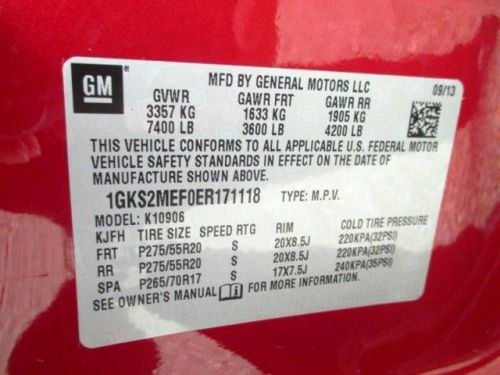 GM
MFD BY GENERAL MOTORS LLC 09/13
GVWR GAWR FRT GAWR RR
3357 KG 1633 KG 1905 KG
7400 LB 3600 LB 4200 LB
THIS VEHICLE CONFORMS TO ALL APPLICABLE U.S. FEDERAL MOTOR
VEHICLE SAFETY STANDARDS IN EFFECT ON THE DATE OF
MANUFACTURE SHOWN ABOVE.
1GKS2MEF0ER171118 TYPE: M.P.V.
MODEL: K10906
KJFH TIRE SIZE SPEED RTG RIM COLD TIRE PRESSURE
FRT P275/55R20 S 20X8.5J 220KPA(32PSI)
RR P275/55R20 S 20X8.5J 220KPA(32PSI)
SPA P265/70R17 S 17X7.5J 240KPA(35PSI)
SEE OWNER'S MANUAL FOR MORE INFORMATION.